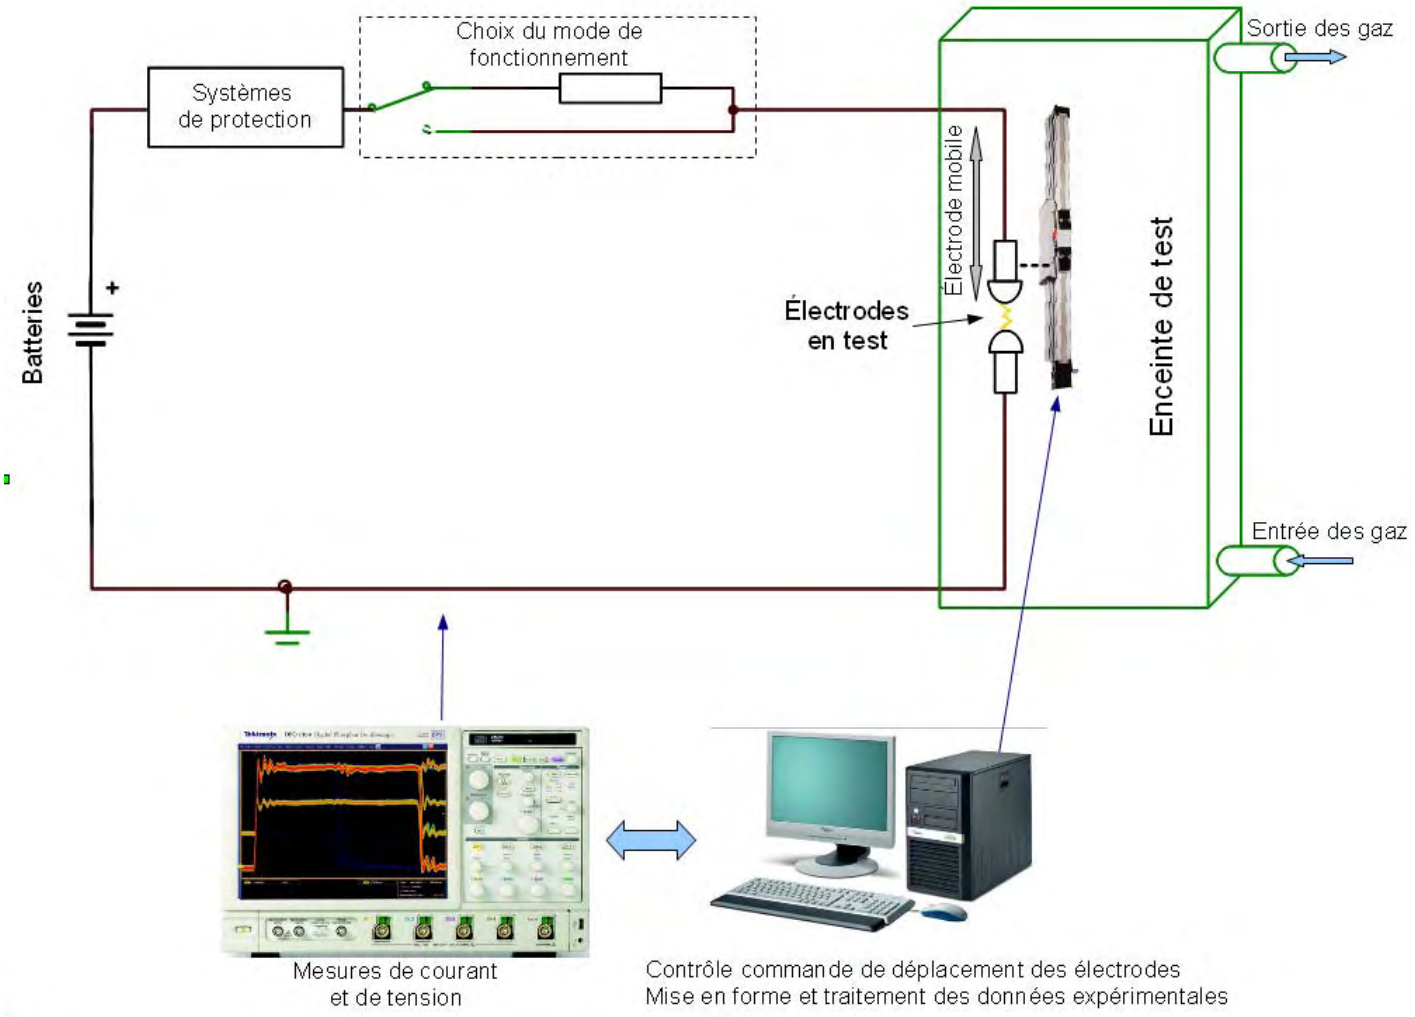 Choix du mode de
fonctionnement
Systèmes
de protection
Sortie des gaz
Électrode mobile
Enceinte de test
Batteries
+
Électrodes
en test
Entrée des gaz
Tektronix
Mesures de courant
et de tension
Contrôle commande de déplacement des électrodes
Mise en forme et traitement des données expérimentales